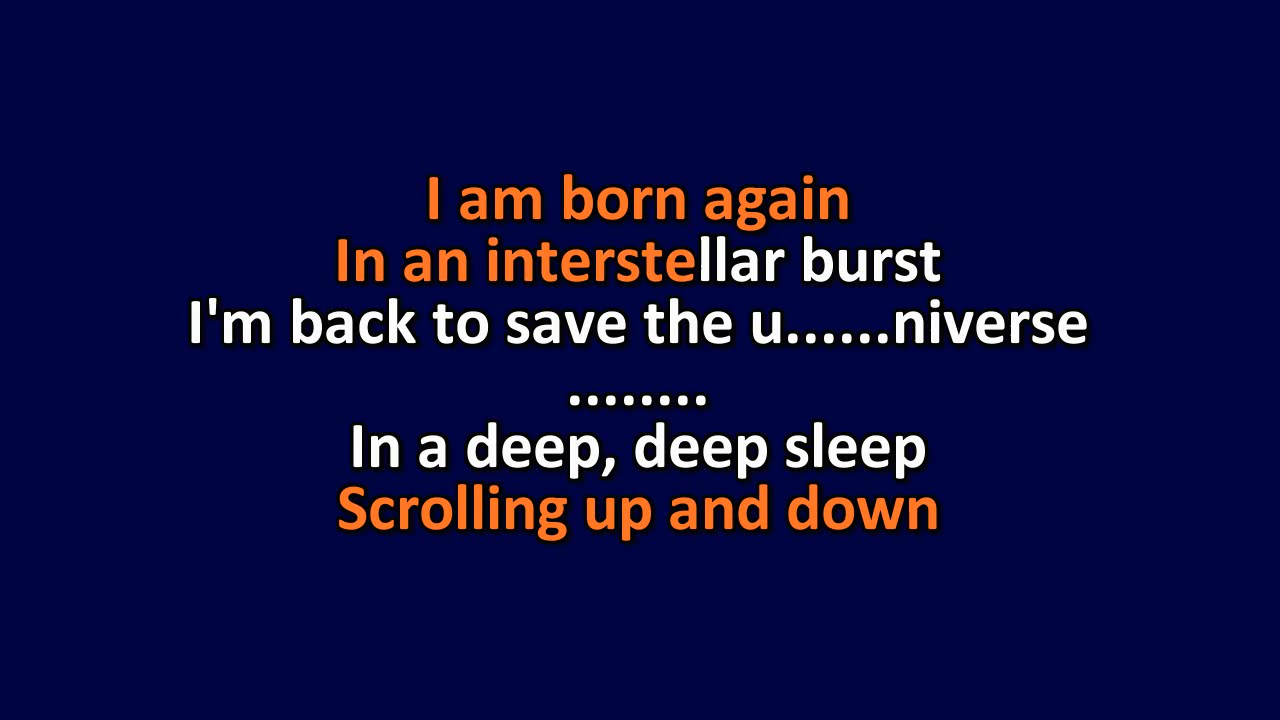 I am born again
In an interstellar burst
I'm back to save the u......niverse
........
In a deep, deep sleep
Scrolling up and down